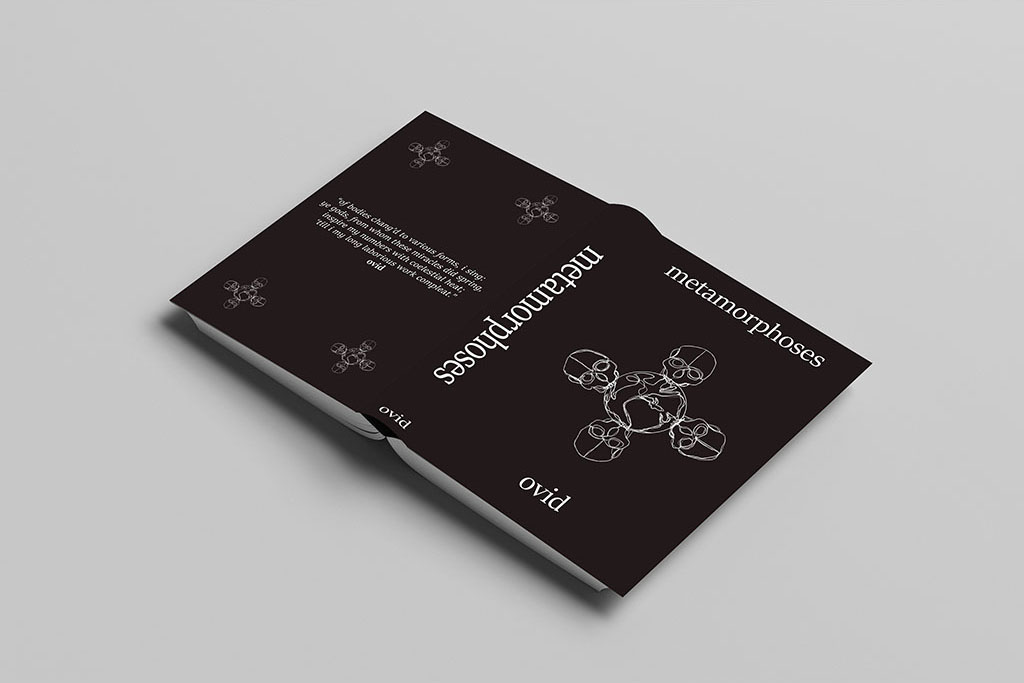 "of bodies chang'd to various forms, i sing:
ye gods, from whom these miracles did spring,
inspire my numbers with coelestial heat;
'till i my long laborious work compleat."
ovid
metamorphoses
ovid
metamorphoses
ovid